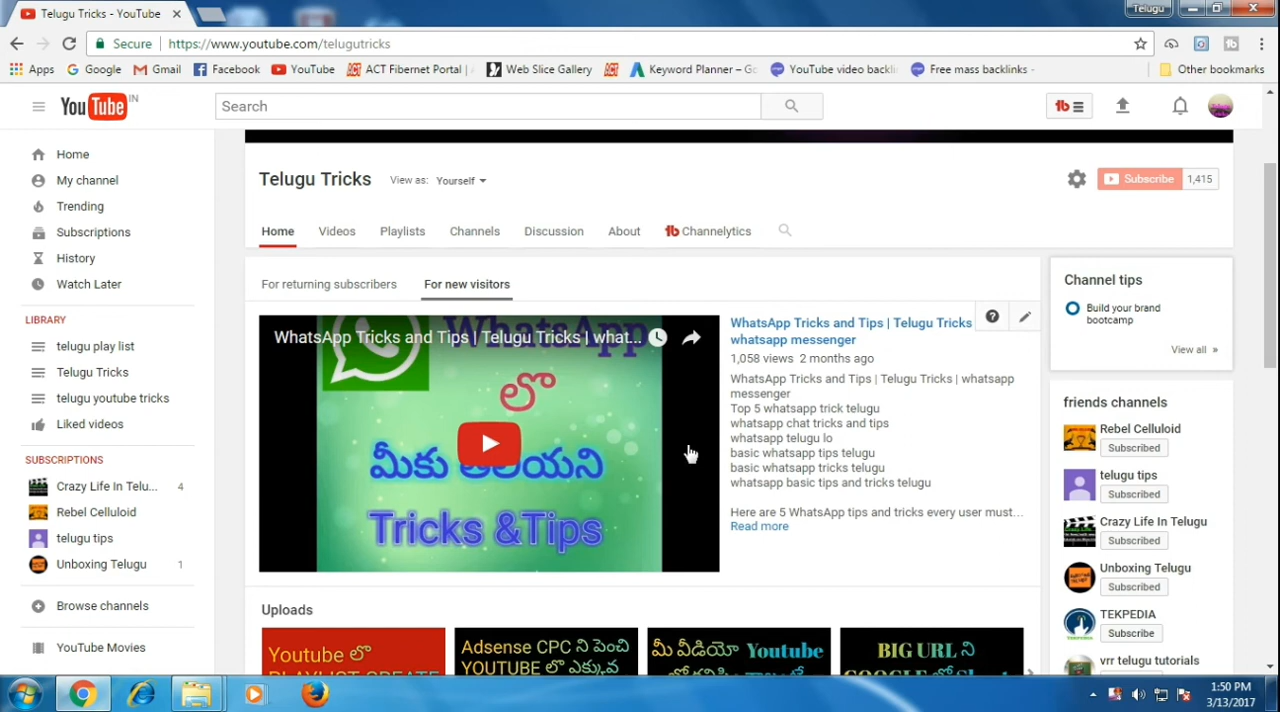 Telugu Tricks - YouTube
Telugu
Secure
https://www.youtube.com/telugutricks
Apps
Google
Gmail
Facebook
YouTube
ACT Fibernet Portal
Web Slice Gallery
Keyword Planner – Go
YouTube video backli
Free mass backlinks -
Other bookmarks
YouTube IN
Search
tb
Home
My channel
Trending
Subscriptions
History
Watch Later
LIBRARY
telugu play list
Telugu Tricks
telugu youtube tricks
Liked videos
SUBSCRIPTIONS
Crazy Life In Telu... 4
Rebel Celluloid
telugu tips
Unboxing Telugu 1
Browse channels
YouTube Movies
Telugu Tricks
View as: Yourself
Subscribe 1,415
Home
Videos
Playlists
Channels
Discussion
About
tb Channelytics
For returning subscribers
For new visitors
WhatsApp
WhatsApp Tricks and Tips | Telugu Tricks | what...
లొ
మీకు తెలియని
Tricks &Tips
WhatsApp Tricks and Tips | Telugu Tricks
whatsapp messenger
1,058 views 2 months ago
WhatsApp Tricks and Tips | Telugu Tricks | whatsapp
messenger
Top 5 whatsapp trick telugu
whatsapp chat tricks and tips
whatsapp telugu lo
basic whatsapp tips telugu
basic whatsapp tricks telugu
whatsapp basic tips and tricks telugu
Here are 5 WhatsApp tips and tricks every user must…
Read more
Uploads
Youtube లొ
PLAYLIST CREATE
Adsense CPC ని పెంచి
YOUTUBE లొ ఎక్కువ
మీ వీడియో Youtube
BIG URL ని
Channel tips
Build your brand
bootcamp
View all »
friends channels
Rebel Celluloid
Subscribed
telugu tips
Subscribed
Crazy Life In Telugu
Subscribed
Unboxing Telugu
Subscribed
TEKPEDIA
Subscribe
vrr telugu tutorials
1:50 PM
3/13/2017